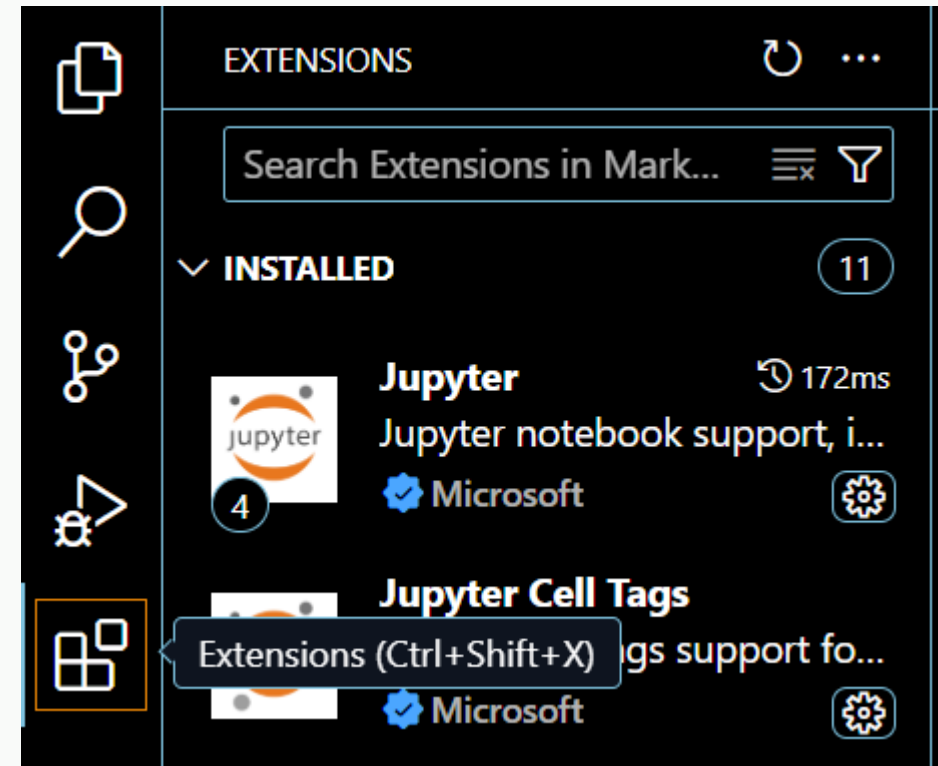 EXTENSIONS
Search Extensions in Mark...
INSTALLED
11
Jupyter
172ms
jupyter
Jupyter notebook support, i...
4
Microsoft
Jupyter Cell Tags
Extensions (Ctrl+Shift+X)
gs support fo...
Microsoft